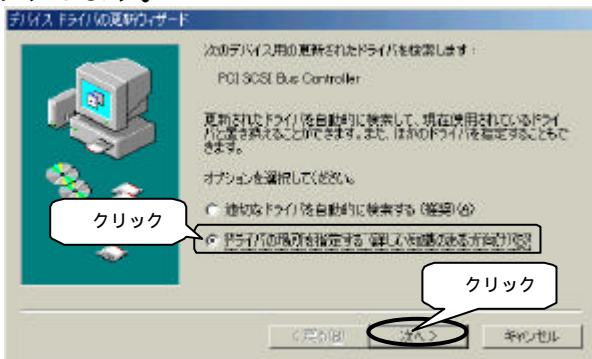 デバイス ドライバの更新ウィザード
次のデバイス用の更新されたドライバを検索します:
PCI SCSI Bus Controller
更新されたドライバを自動的に検索して、現在使用されているドライ
バと置き換えることができます。また、ほかのドライバを指定することもで
きます。
オプションを選択してください。
適切なドライバを自動的に検索する (推奨)(A)
クリック
ドライバの場所を指定する (詳しい知識のある方向け)(S)
クリック
< 戻る(B)
次へ >
キャンセル